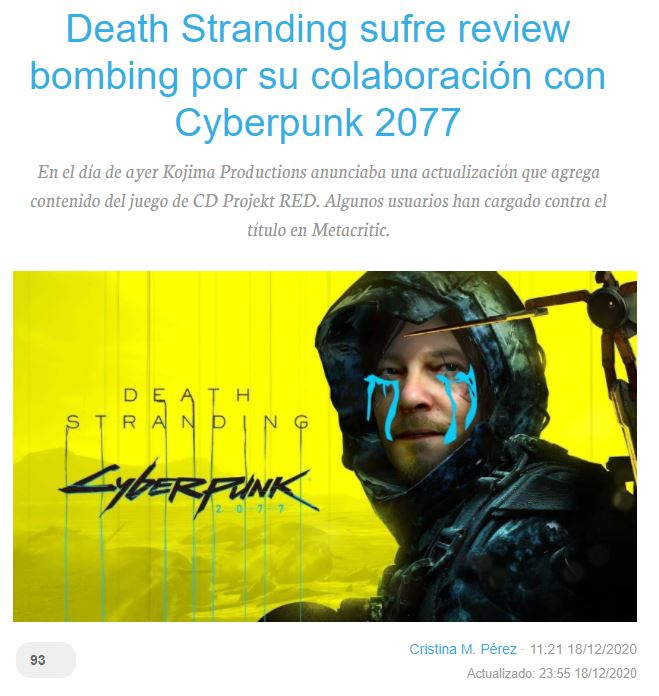 Death Stranding sufre review
bombing por su colaboración con
Cyberpunk 2077
En el día de ayer Kojima Productions anunciaba una actualización que agrega
contenido del juego de CD Projekt RED. Algunos usuarios han cargado contra el
título en Metacritic.
DEATH
STRANDING
Cyberpunk
2077
93
Cristina M. Pérez · 11:21 18/12/2020
Actualizado: 23:55 18/12/2020